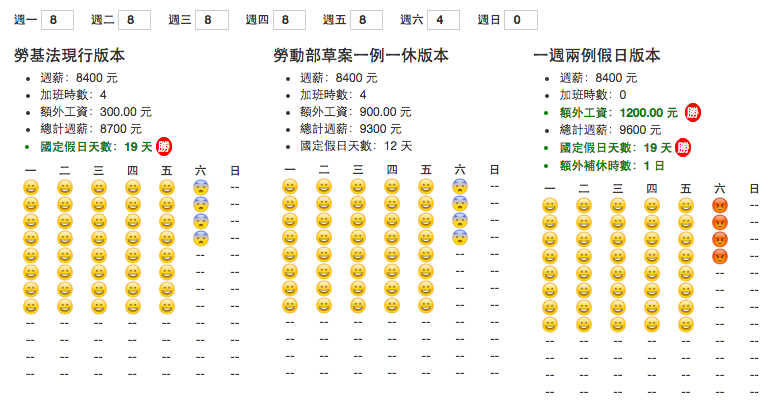 週一 8 週二 8 週三 8 週四 8 週五 8 週六 4 週日 0
勞基法現行版本
週薪: 8400 元
加班時數: 4
額外工資: 300.00 元
總計週薪: 8700 元
國定假日天數: 19 天 勝
一 二 三 四 五 六 日
--
--
--
--
-- --
-- --
-- --
-- --
-- -- -- -- -- -- --
-- -- -- -- -- -- --
-- -- -- -- -- -- --
-- -- -- -- -- -- --
勞動部草案一例一休版本
週薪: 8400 元
加班時數: 4
額外工資: 900.00 元
總計週薪: 9300 元
國定假日天數: 12 天
一 二 三 四 五 六 日
--
--
--
--
-- --
-- --
-- --
-- --
-- -- -- -- -- -- --
-- -- -- -- -- -- --
-- -- -- -- -- -- --
-- -- -- -- -- -- --
一週兩例假日版本
週薪: 8400 元
加班時數: 0
額外工資: 1200.00 元 勝
總計週薪: 9600 元
國定假日天數: 19 天 勝
額外補休時數: 1 日
一 二 三 四 五 六 日
--
--
--
--
-- --
-- --
-- --
-- --
-- -- -- -- -- -- --
-- -- -- -- -- -- --
-- -- -- -- -- -- --
-- -- -- -- -- -- --